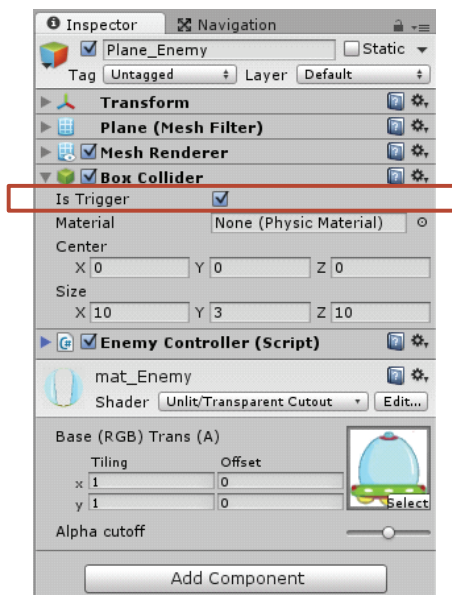 Inspector Navigation
Plane_Enemy Static
Tag Untagged Layer Default
Transform
Plane (Mesh Filter)
Mesh Renderer
Box Collider
Is Trigger
Material None (Physic Material)
Center
X 0 Y 0 Z 0
Size
X 10 Y 3 Z 10
Enemy Controller (Script)
mat_Enemy
Shader Unlit/Transparent Cutout Edit...
Base (RGB) Trans (A)
Tiling Offset
x 1 0
y 1 0
Select
Alpha cutoff
Add Component